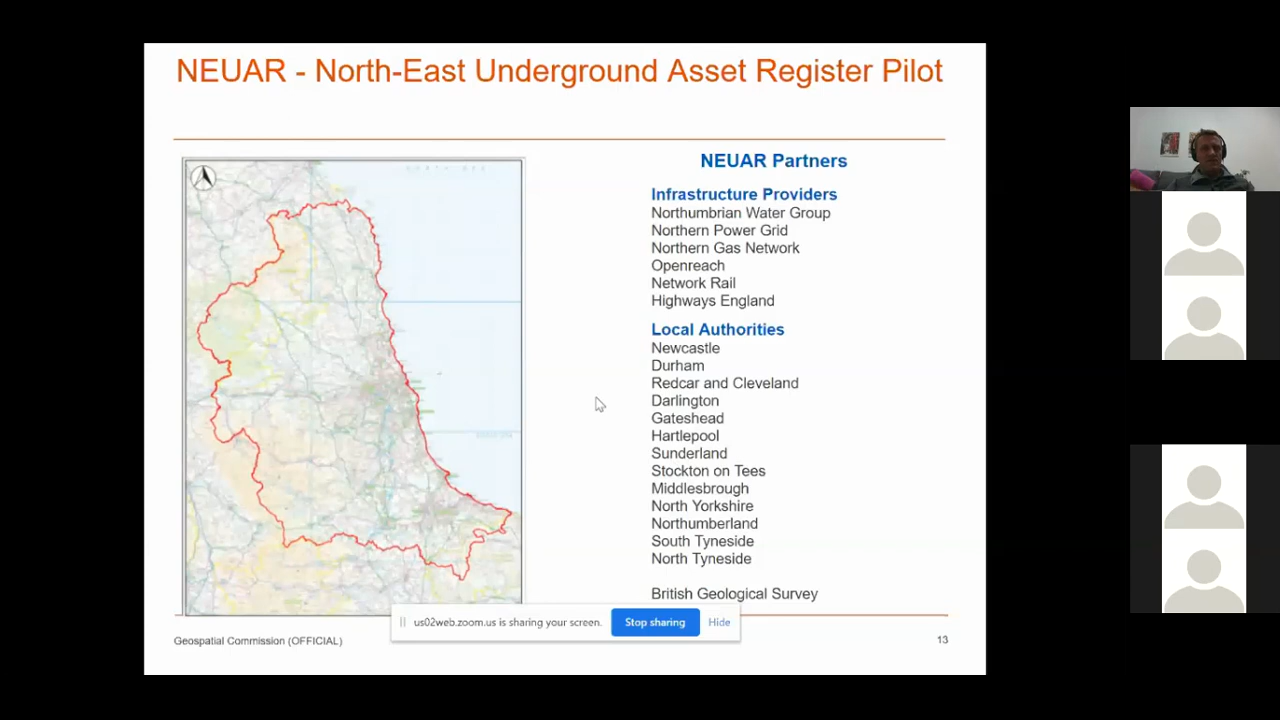 NEUAR - North-East Underground Asset Register Pilot
NEUAR Partners
Infrastructure Providers
Northumbrian Water Group
Northern Power Grid
Northern Gas Network
Openreach
Network Rail
Highways England
Local Authorities
Newcastle
Durham
Redcar and Cleveland
Darlington
Gateshead
Hartlepool
Sunderland
Stockton on Tees
Middlesbrough
North Yorkshire
Northumberland
South Tyneside
North Tyneside
British Geological Survey
us02web.zoom.us is sharing your screen.
Stop sharing
Hide
Geospatial Commission (OFFICIAL)
13